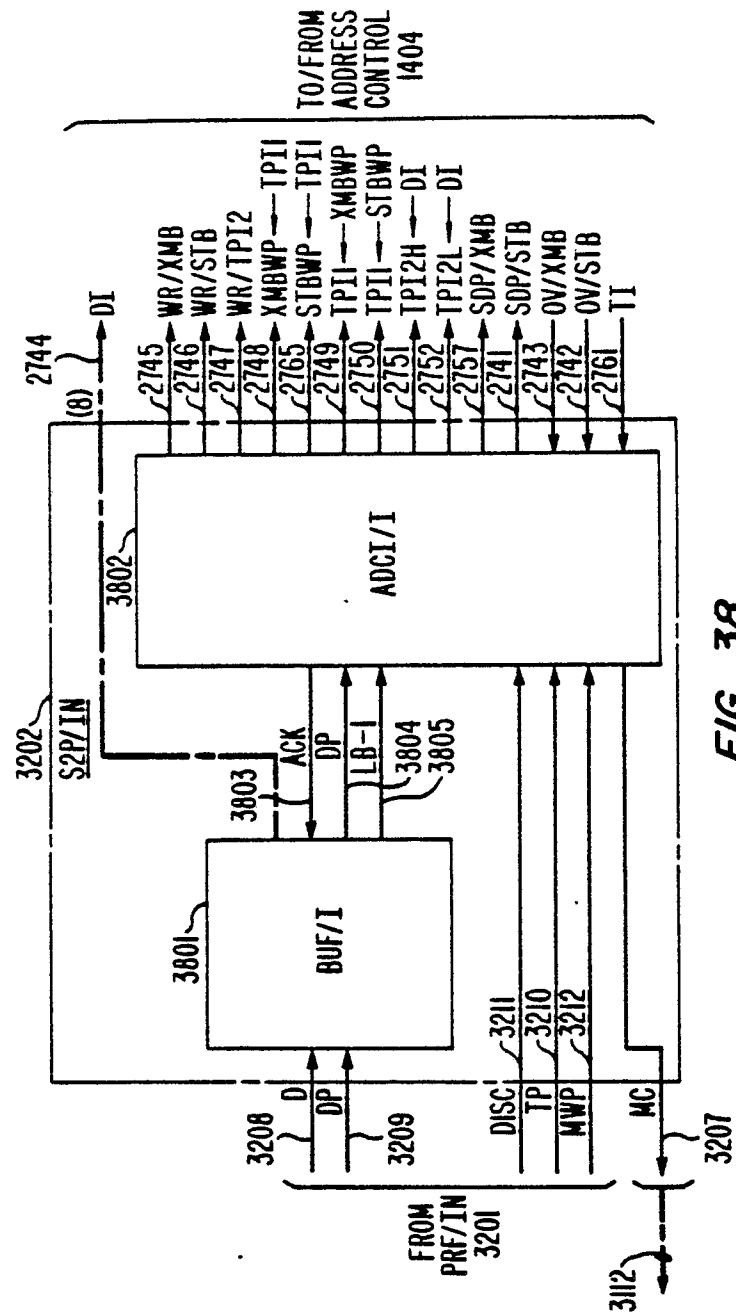 3202
S2P/IN
2744
(8)
DI
3802
ADCI/I
3801
BUF/I
3803
ACK
DP
LB-1
3804
3805
3208
D
DP
3209
DISC
3211
TP
3210
MWP
3212
MC
3207
3112
FROM
PRF/IN
3201
2745
WR/XMB
2746
WR/STB
2747
WR/TPI2
2748
XMBWP ← TPI1
2765
STBWP ← TPI1
2749
TPI1 ← XMBWP
2750
TPI1 ← STBWP
2751
TPI2H ← DI
2752
TPI2L ← DI
2757
SDP/XMB
2741
SDP/STB
2743
OV/XMB
2742
OV/STB
2761
TI
TO/FROM
ADDRESS
CONTROL
1404
FIG. 38